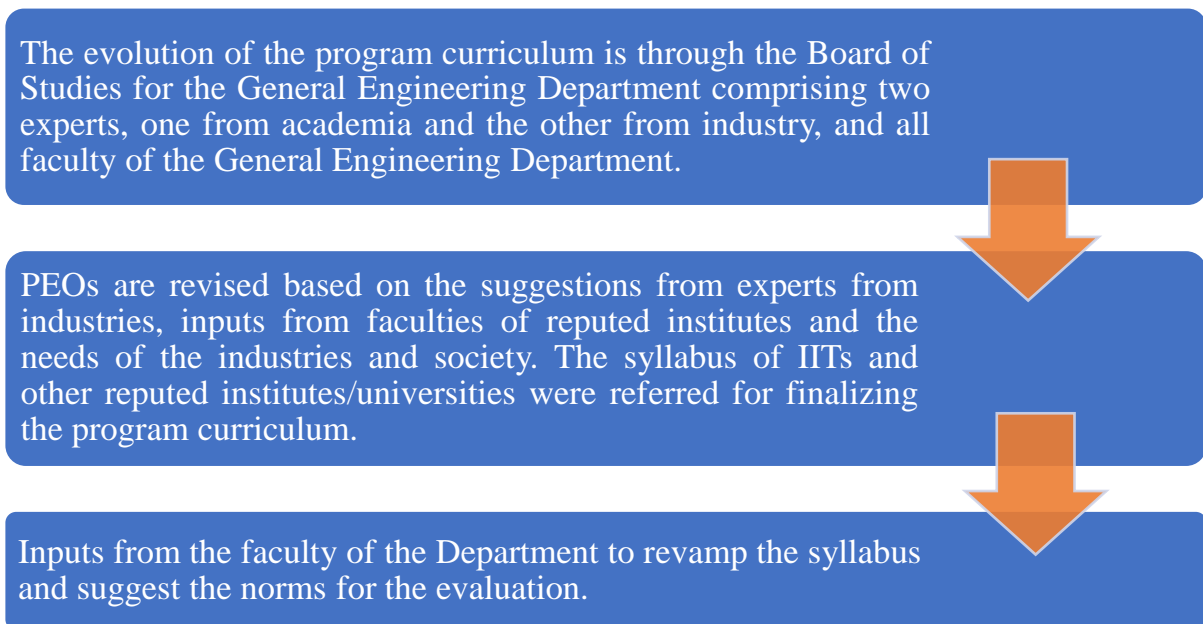 The evolution of the program curriculum is through the Board of
Studies for the General Engineering Department comprising two
experts, one from academia and the other from industry, and all
faculty of the General Engineering Department.
PEOs are revised based on the suggestions from experts from
industries, inputs from faculties of reputed institutes and the
needs of the industries and society. The syllabus of IITs and
other reputed institutes/universities were referred for finalizing
the program curriculum.
Inputs from the faculty of the Department to revamp the syllabus
and suggest the norms for the evaluation.